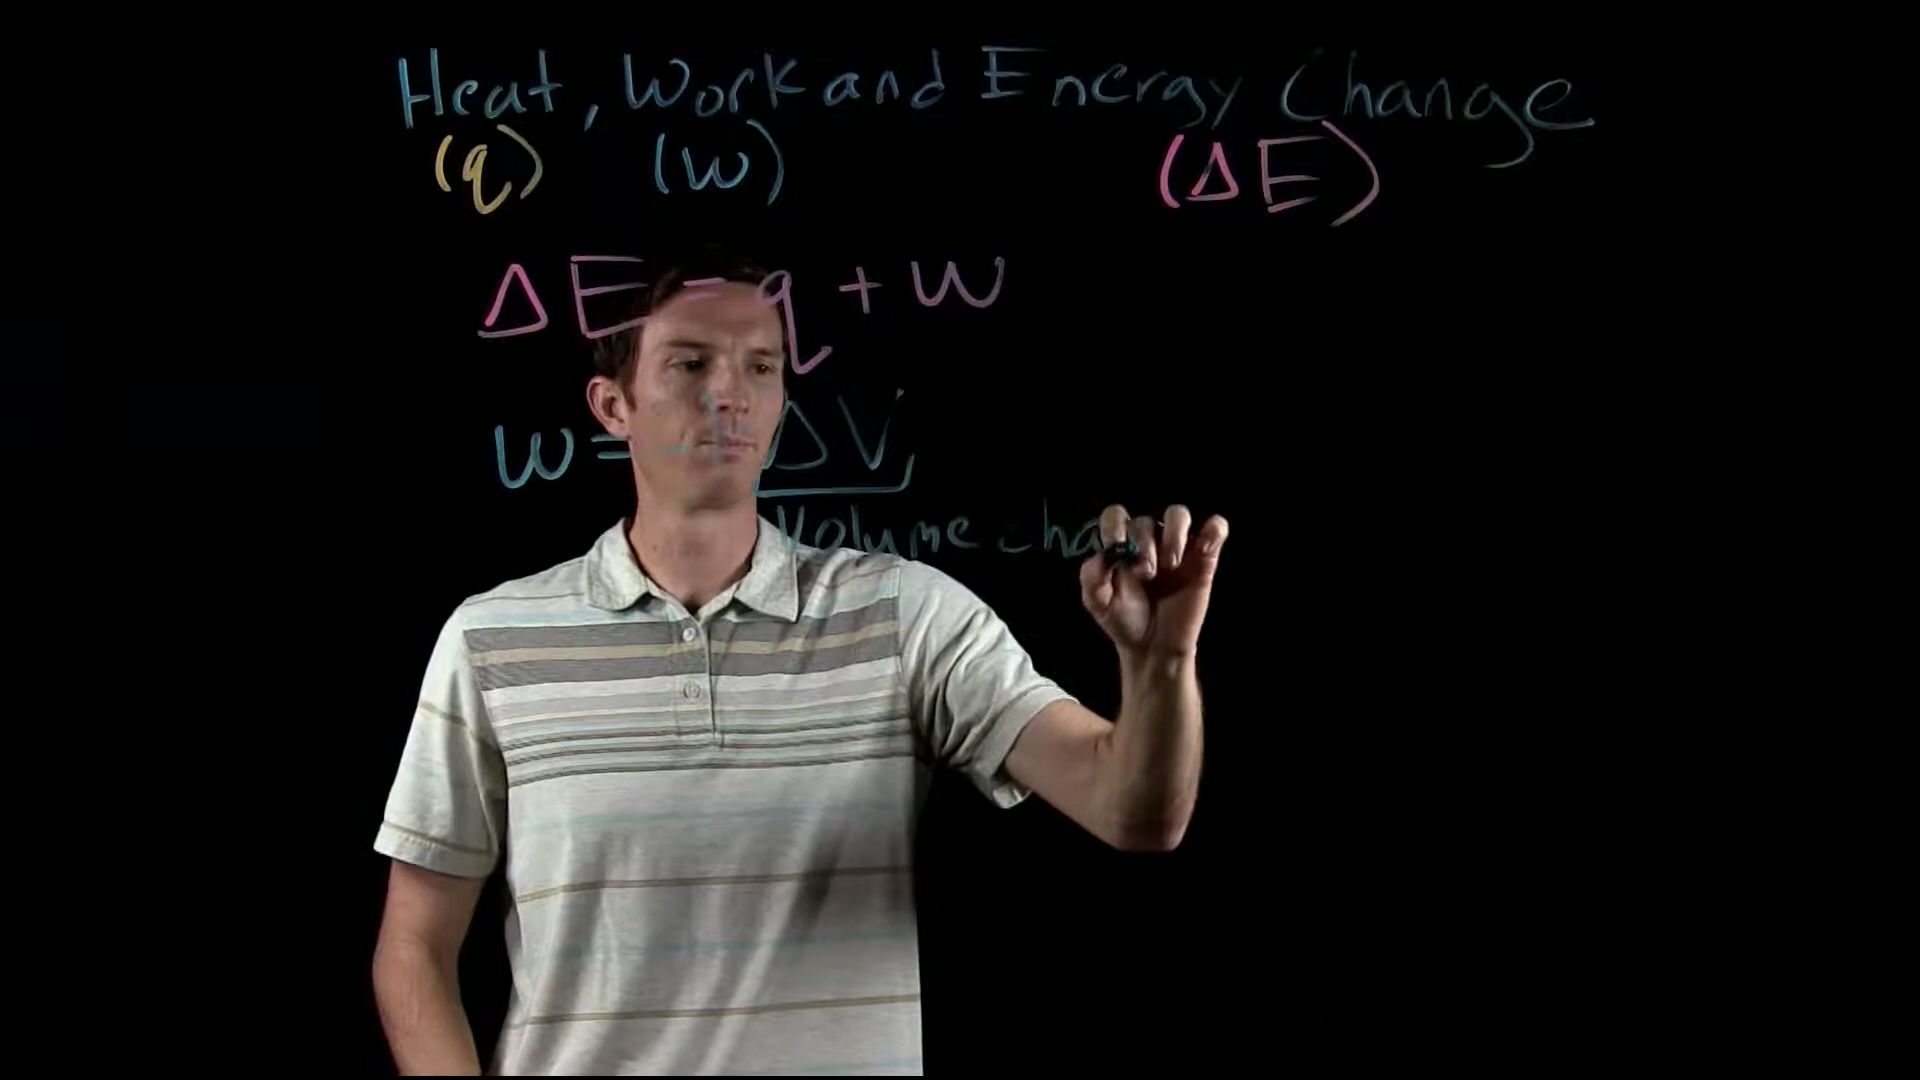 Heat, Work and Energy Change
(q) (w) (ΔE)
ΔE = q + w
w = - P ΔV
Volume cha